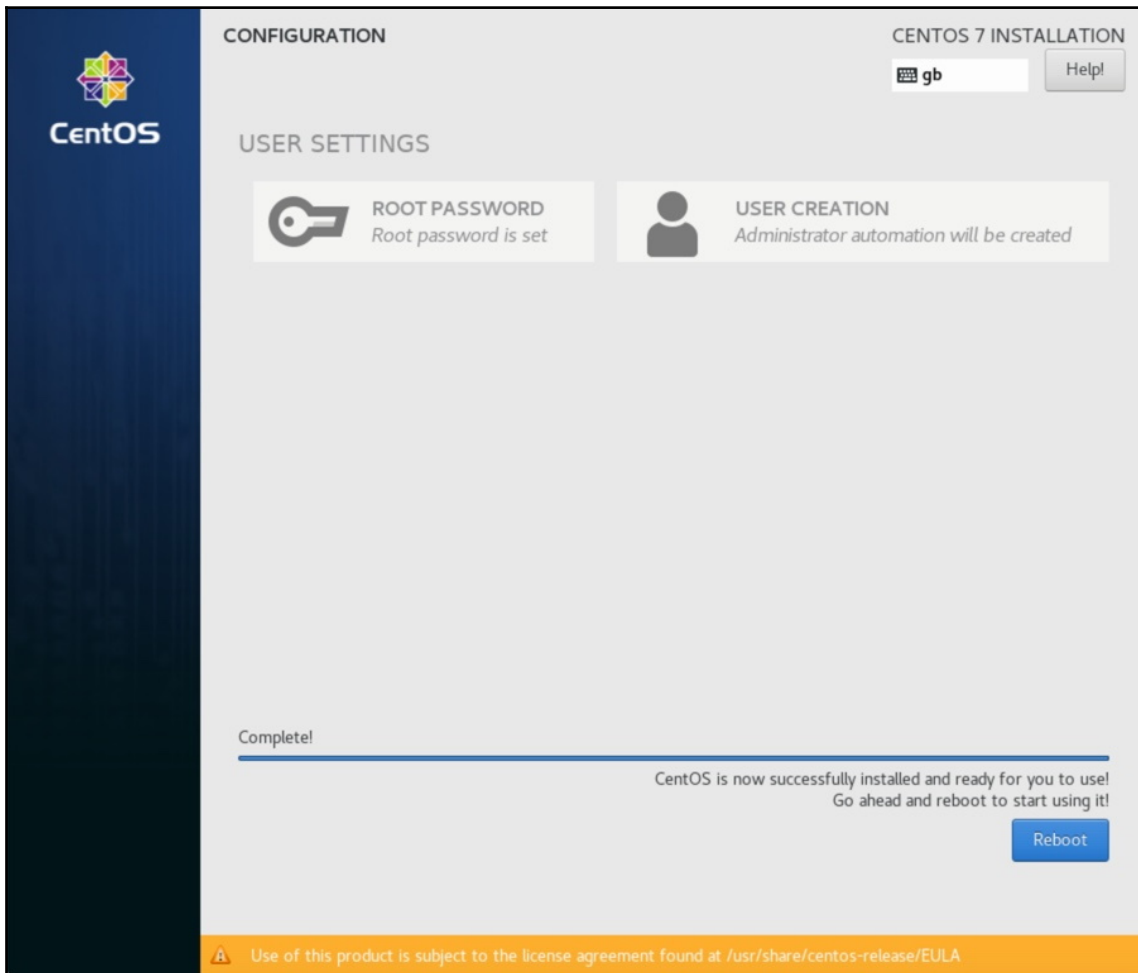 CentOS
CONFIGURATION
CENTOS 7 INSTALLATION
gb
Help!
USER SETTINGS
ROOT PASSWORD
Root password is set
USER CREATION
Administrator automation will be created
Complete!
CentOS is now successfully installed and ready for you to use!
Go ahead and reboot to start using it!
Reboot
Use of this product is subject to the license agreement found at /usr/share/centos-release/EULA